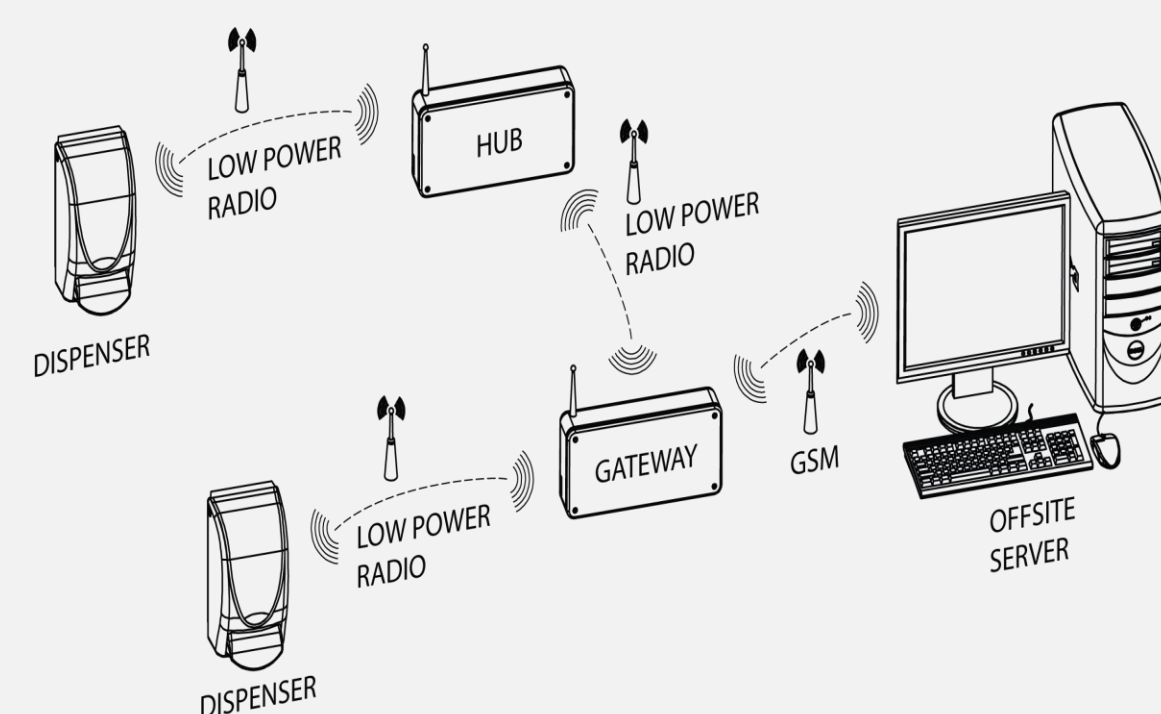 LOW POWER
RADIO
HUB
DISPENSER
LOW POWER
RADIO
LOW POWER
RADIO
GATEWAY
GSM
DISPENSER
OFFSITE
SERVER